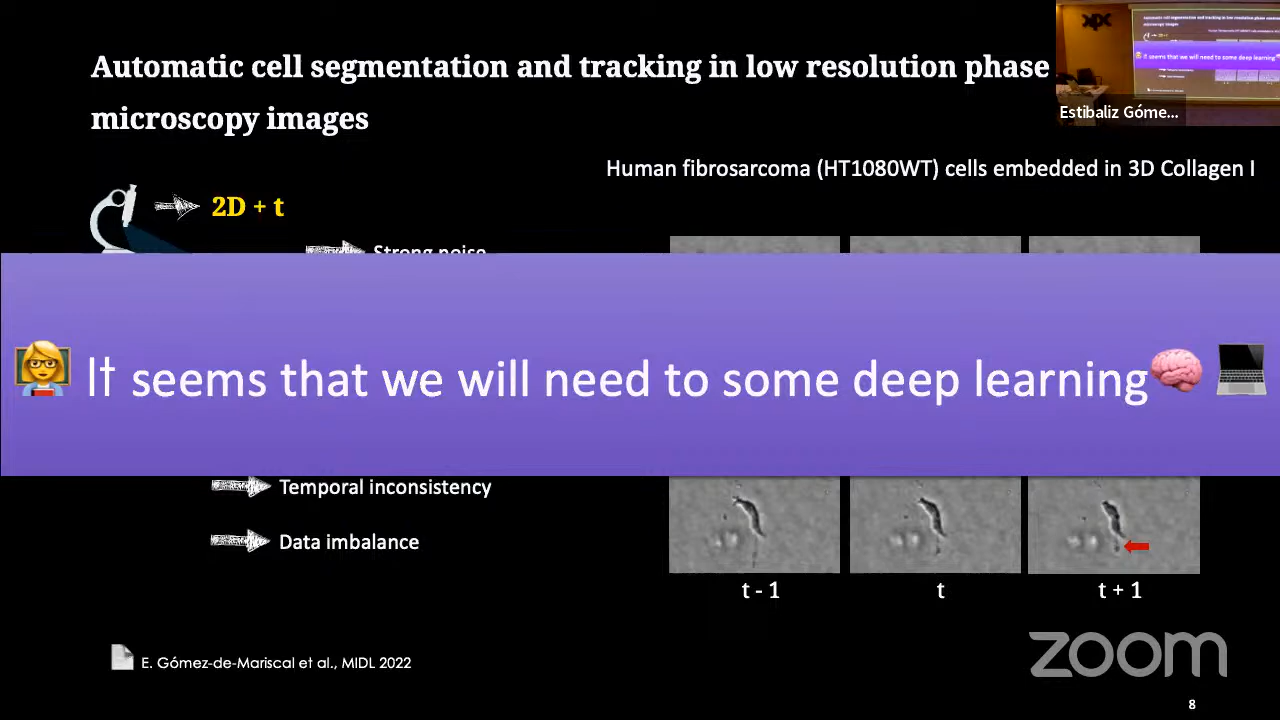 Automatic cell segmentation and tracking in low resolution phase
microscopy images
Estibaliz Góme...
Human fibrosarcoma (HT1080WT) cells embedded in 3D Collagen I
2D + t
Strong noise
It seems that we will need to some deep learning
Temporal inconsistency
Data imbalance
t - 1
t
t + 1
E. Gómez-de-Mariscal et al., MIDL 2022
zoom
8